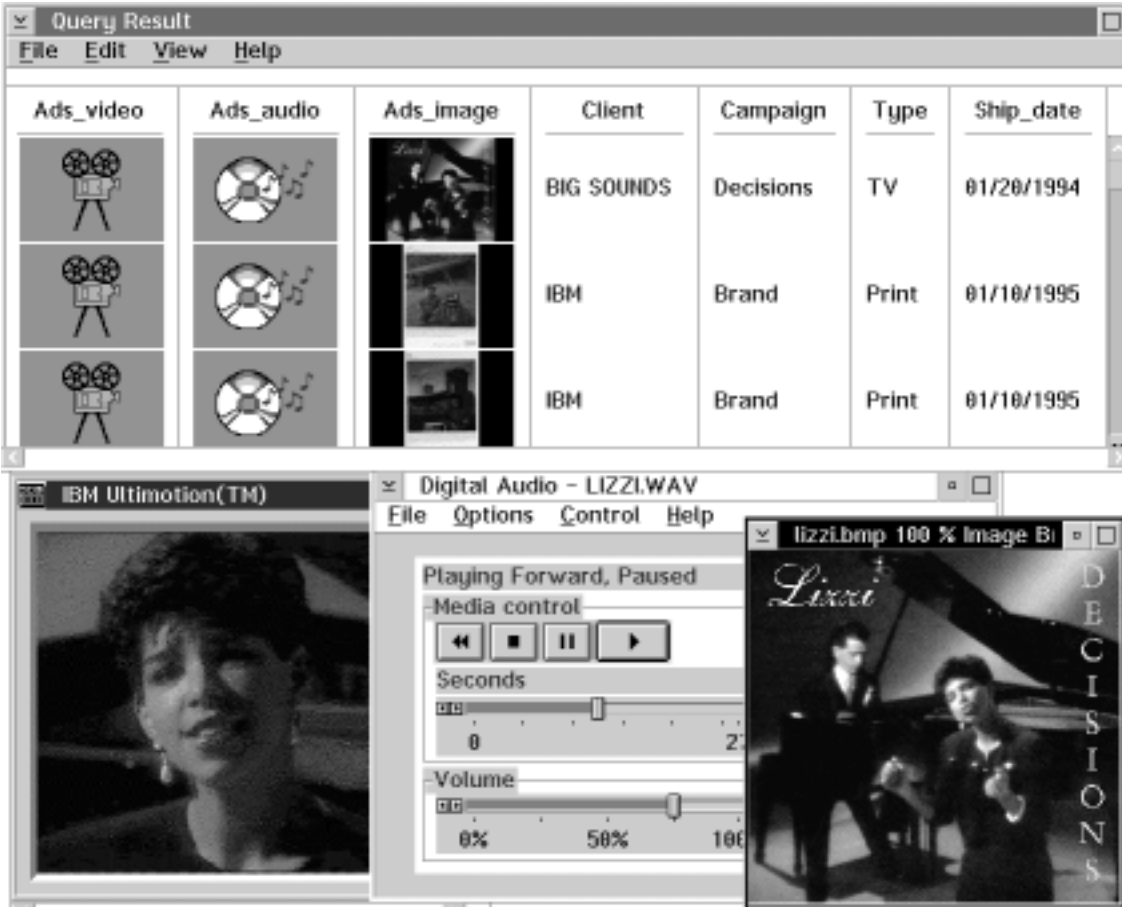 Query Result
File Edit View Help
Ads_video Ads_audio Ads_image Client Campaign Type Ship_date
Lizzi
BIG SOUNDS Decisions TV 01/20/1994
IBM Brand Print 01/10/1995
IBM Brand Print 01/10/1995
IBM Ultimotion(TM)
Digital Audio - LIZZI.WAV
File Options Control Help
Playing Forward, Paused
Media control
Seconds
0
Volume
0% 50% 100
lizzi.bmp 100 % Image
Lizzi
DECISIONS